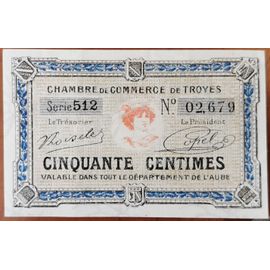 CHAMBRE DE COMMERCE DE TROYES
Serie 512 No. 02,679
Le Trésorier Le Président
CINQUANTE CENTIMES
VALABLE DANS TOUT LE DÉPARTEMENT DE L'AUBE